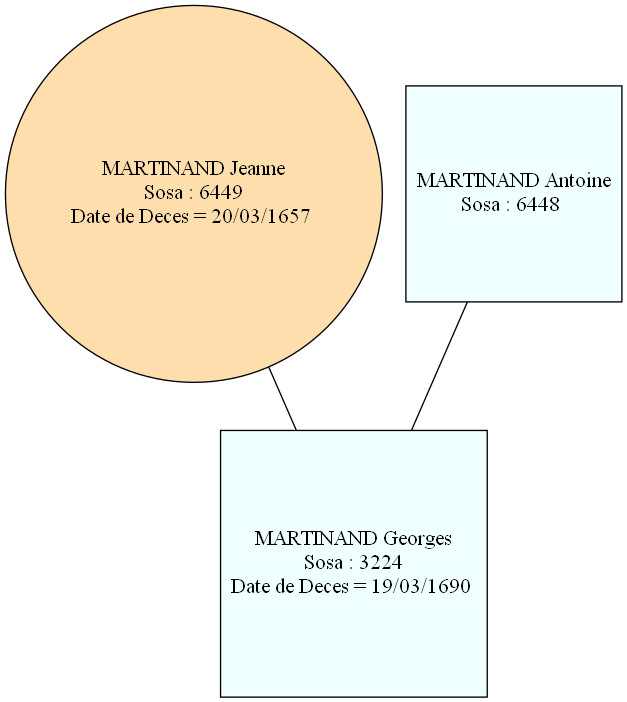 MARTINAND Jeanne
Sosa : 6449
Date de Deces = 20/03/1657
MARTINAND Antoine
Sosa : 6448
MARTINAND Georges
Sosa : 3224
Date de Deces = 19/03/1690